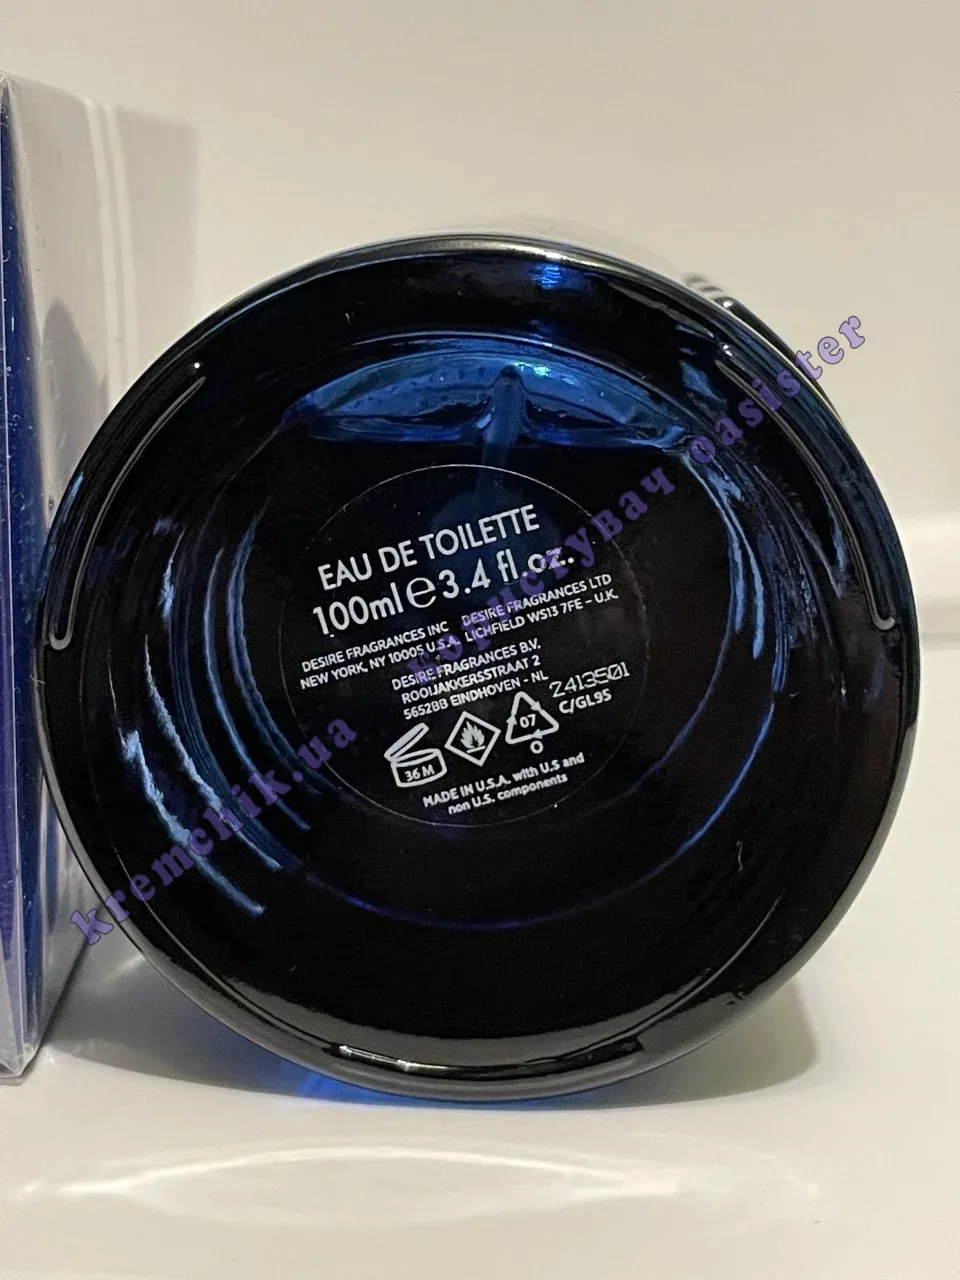 EAU DE TOILETTE
100ml e 3.4 fl.oz.
DESIRE FRAGRANCES INC DESIRE FRAGRANCES LTD
NEW YORK, NY 10005 U.S.A. LICHFIELD WS13 7FE – U.K.
DESIRE FRAGRANCES B.V.
ROOIJAKKERSSTRAAT 2
5652BB EINDHOVEN - NL
2413501
C/GL95
36 M
07
MADE IN U.S.A. with U.S and
non U.S. components
kremchik.ua користувач oasister